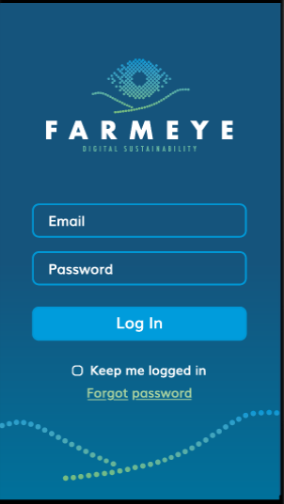 FARMEYE
DIGITAL SUSTAINABILITY
Email
Password
Log In
Keep me logged in
Forgot password